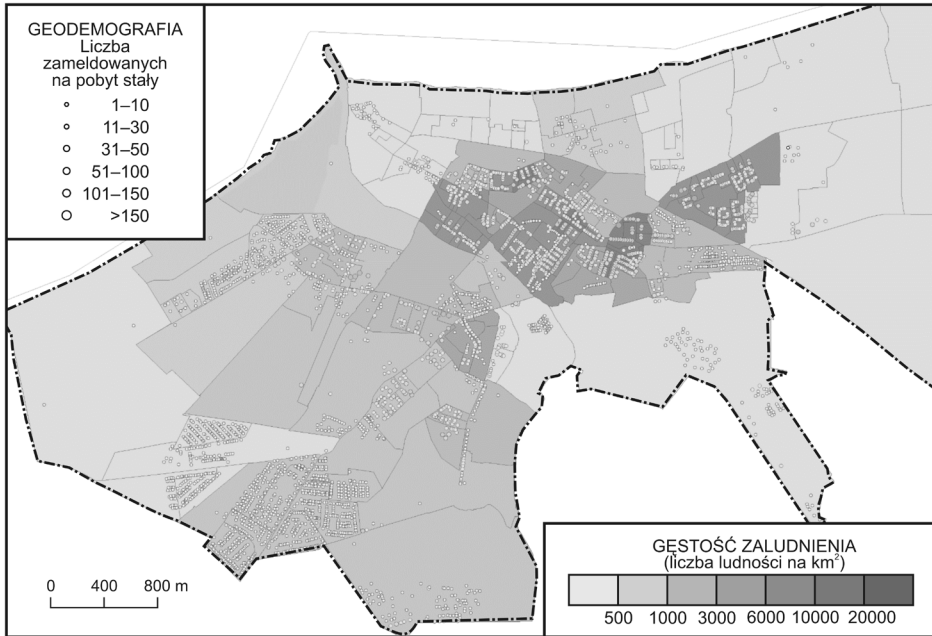 GEODEMOGRAFIA
Liczba
zameldowanych
na pobyt stały
1–10
11–30
31–50
51–100
101–150
>150
0 400 800 m
GĘSTOŚĆ ZALUDNIENIA
(liczba ludności na km²)
500 1000 3000 6000 10000 20000